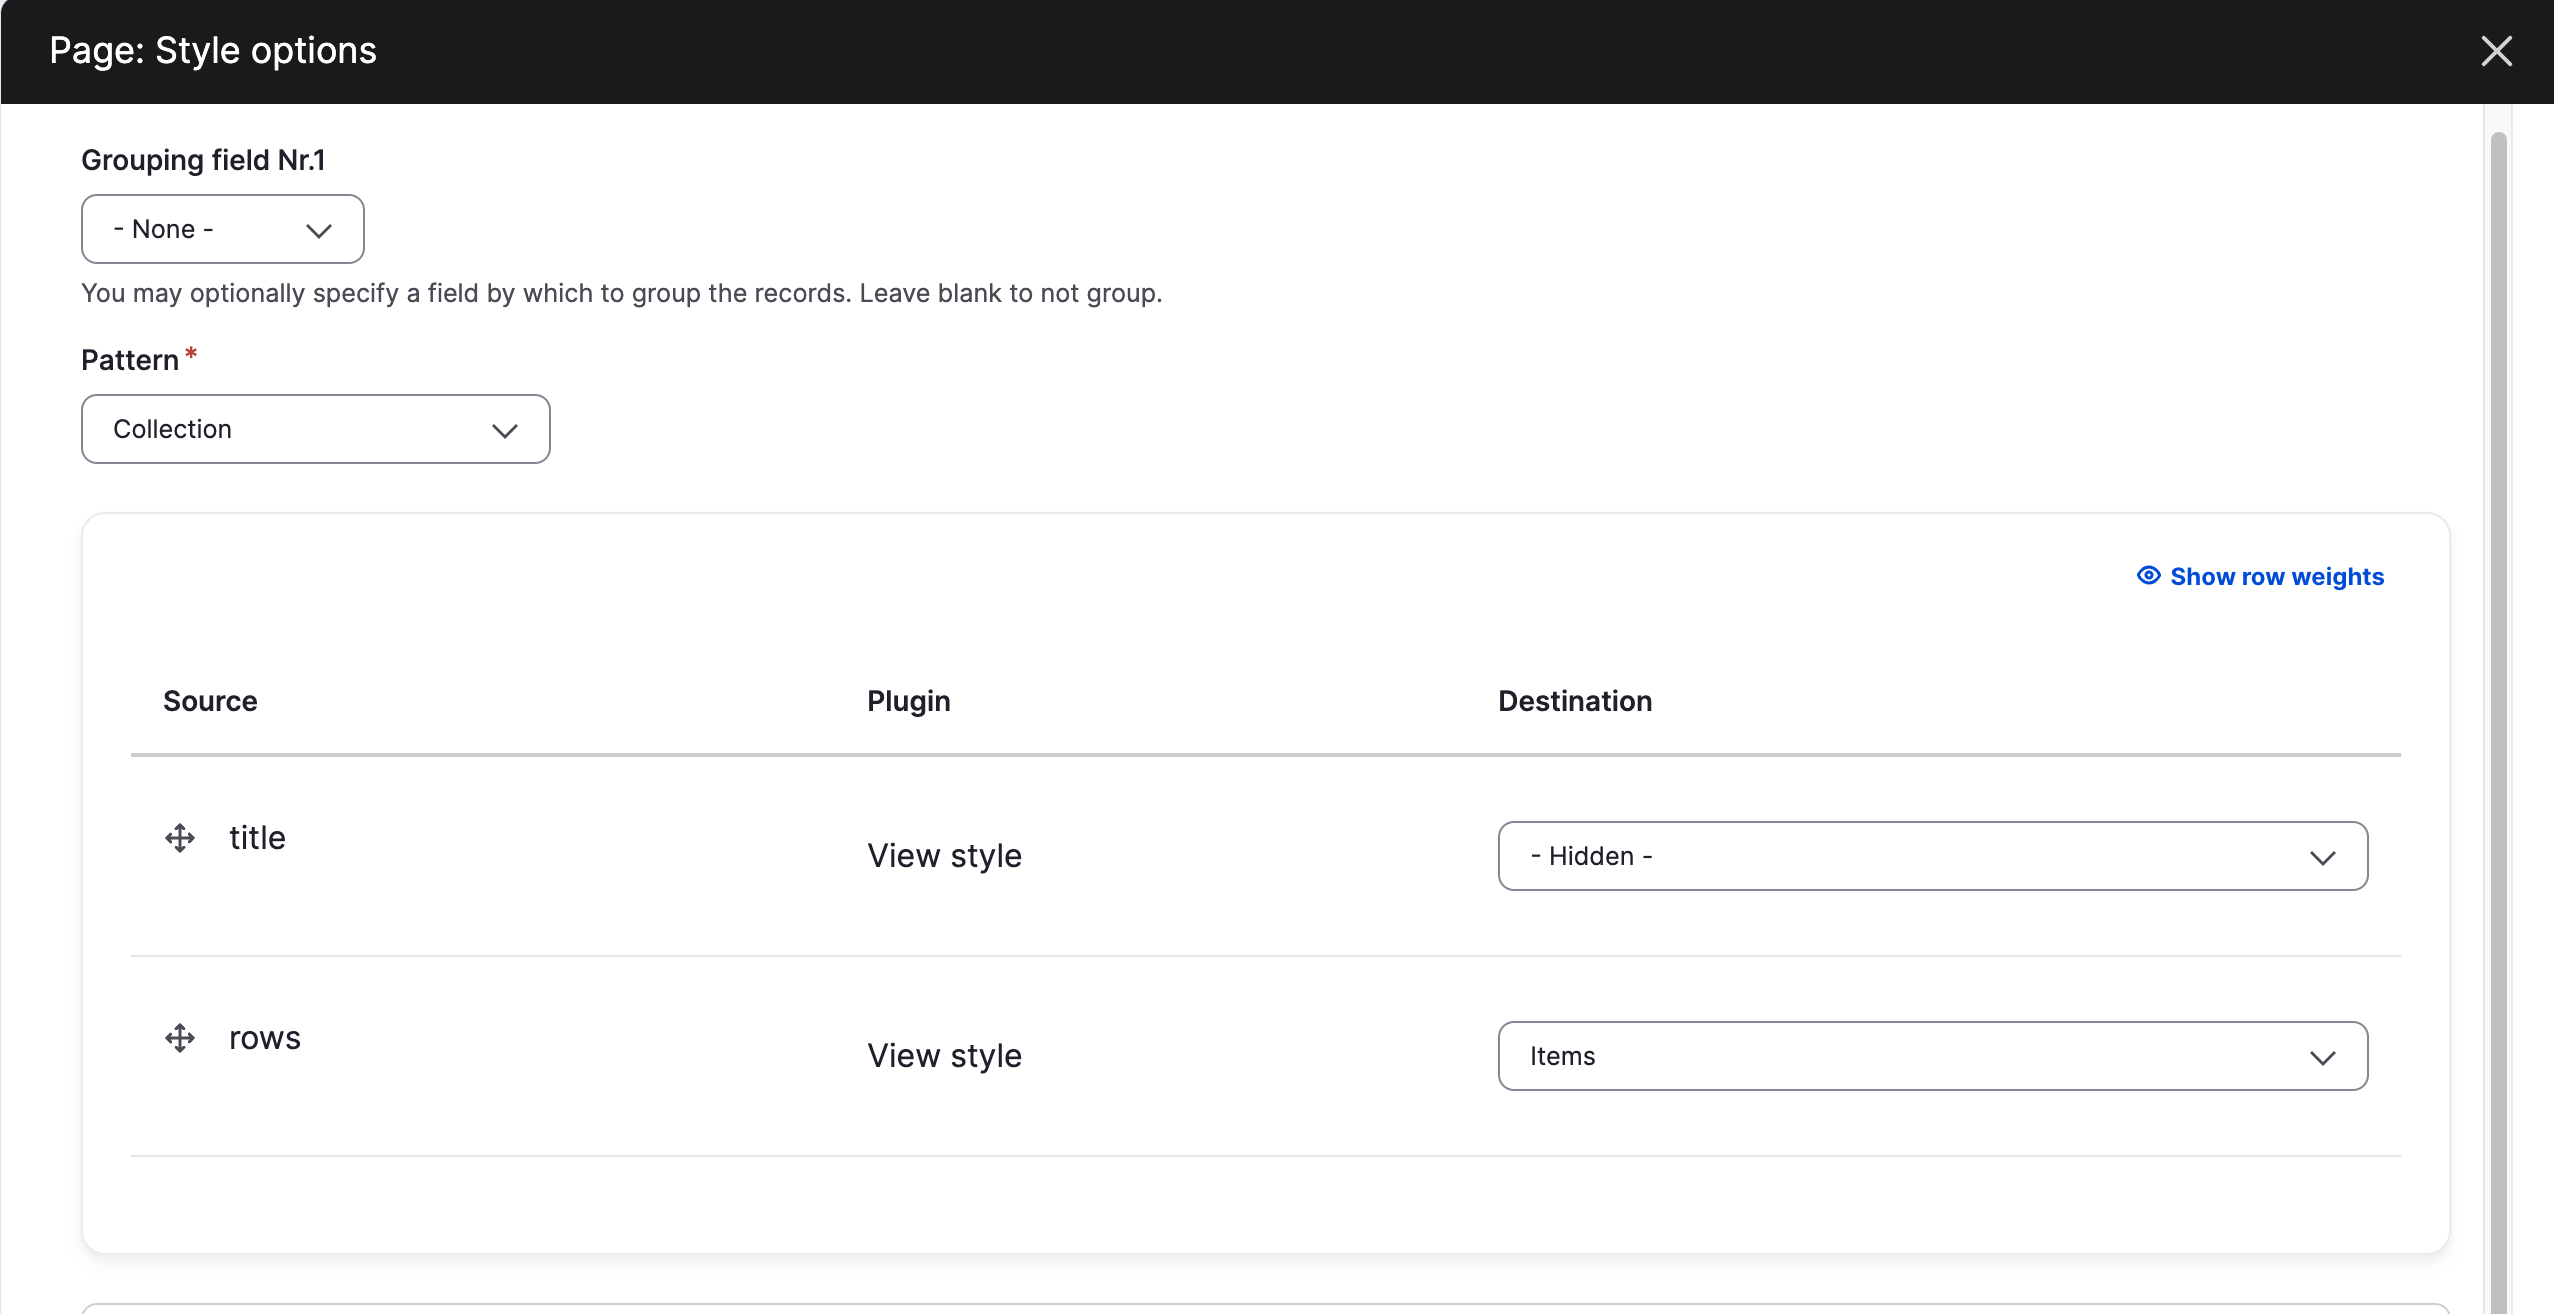 Page: Style options
Grouping field Nr.1
- None -
You may optionally specify a field by which to group the records. Leave blank to not group.
Pattern*
Collection
Show row weights
Source Plugin Destination
title View style - Hidden -
rows View style Items